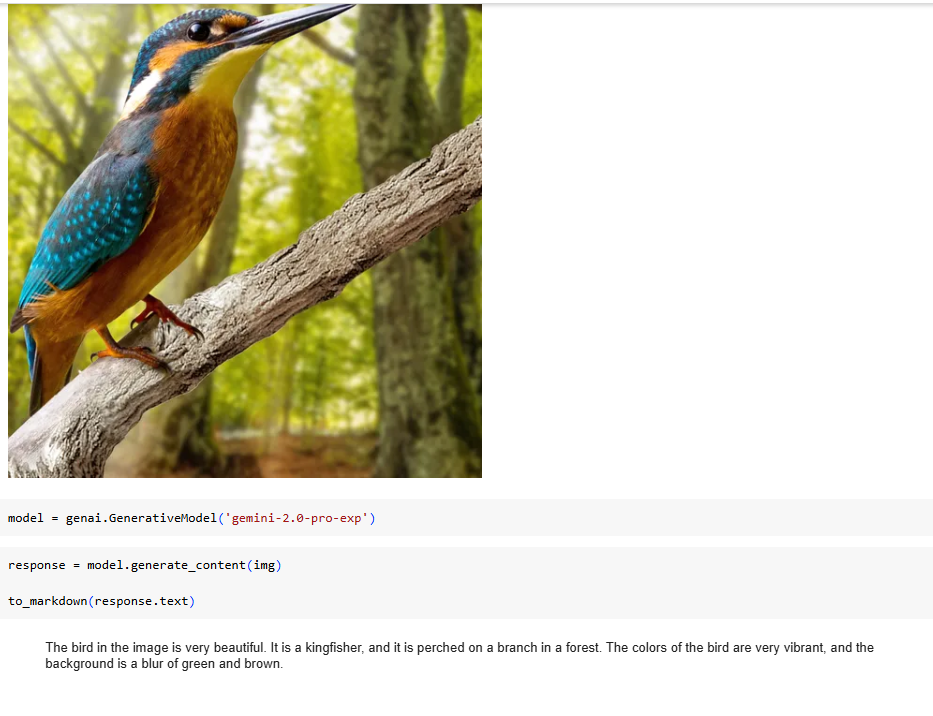 model = genai.GenerativeModel('gemini-2.0-pro-exp')
response = model.generate_content(img)
to_markdown(response.text)
The bird in the image is very beautiful. It is a kingfisher, and it is perched on a branch in a forest. The colors of the bird are very vibrant, and the
background is a blur of green and brown.